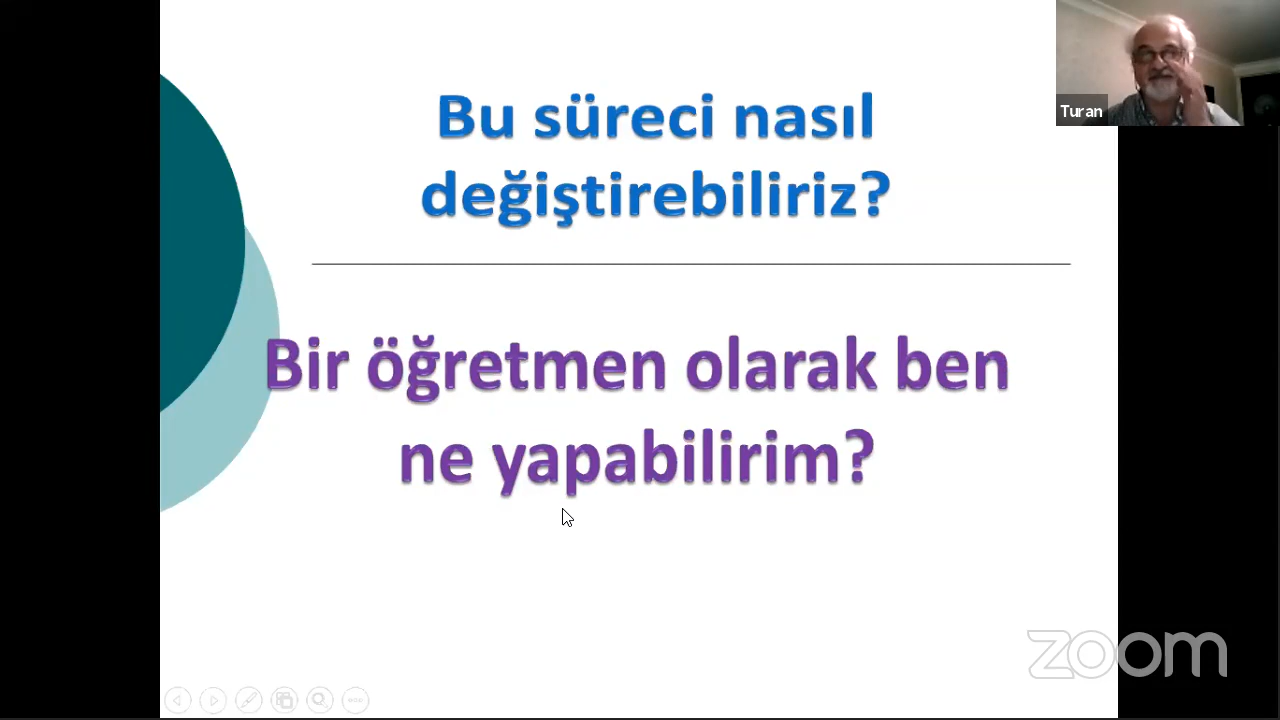 Bu süreci nasıl
değiştirebiliriz?
Turan
Bir öğretmen olarak ben
ne yapabilirim?
zoom